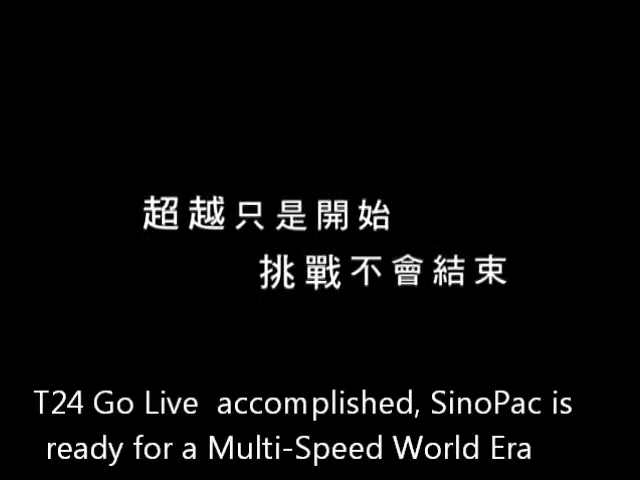 超越只是開始
挑戰不會結束
T24 Go Live  accomplished, SinoPac is
ready for a Multi-Speed World Era